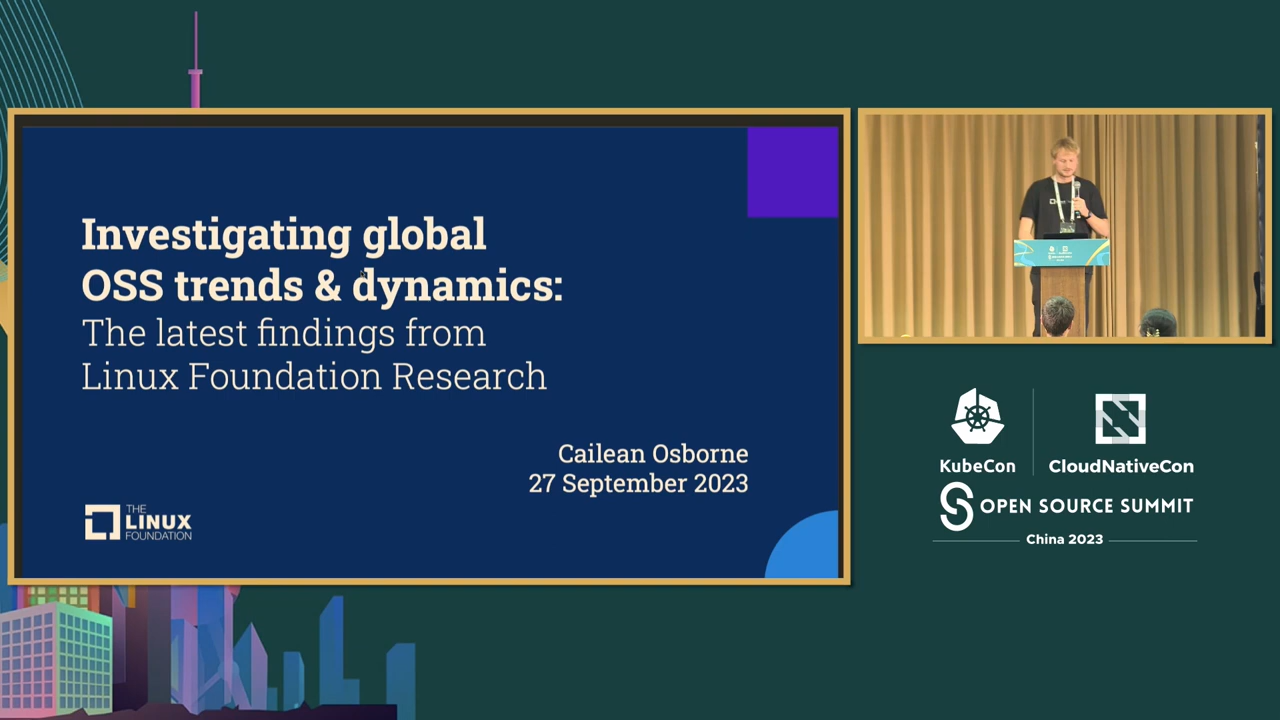 Investigating global
OSS trends & dynamics:
The latest findings from
Linux Foundation Research
Cailean Osborne
27 September 2023
THE
LINUX
FOUNDATION
KubeCon
CloudNativeCon
OPEN SOURCE SUMMIT
China 2023